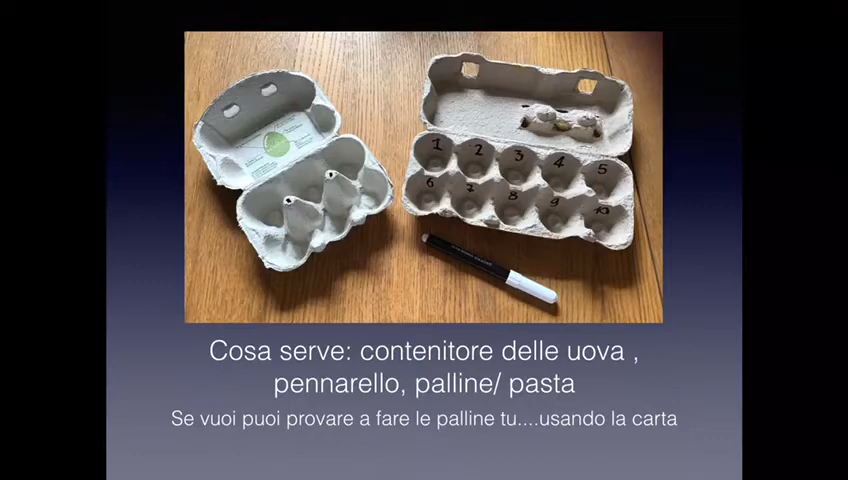 1 2 3 4 5
6 7 8 9 10
Cosa serve: contenitore delle uova ,
pennarello, palline/ pasta
Se vuoi puoi provare a fare le palline tu....usando la carta